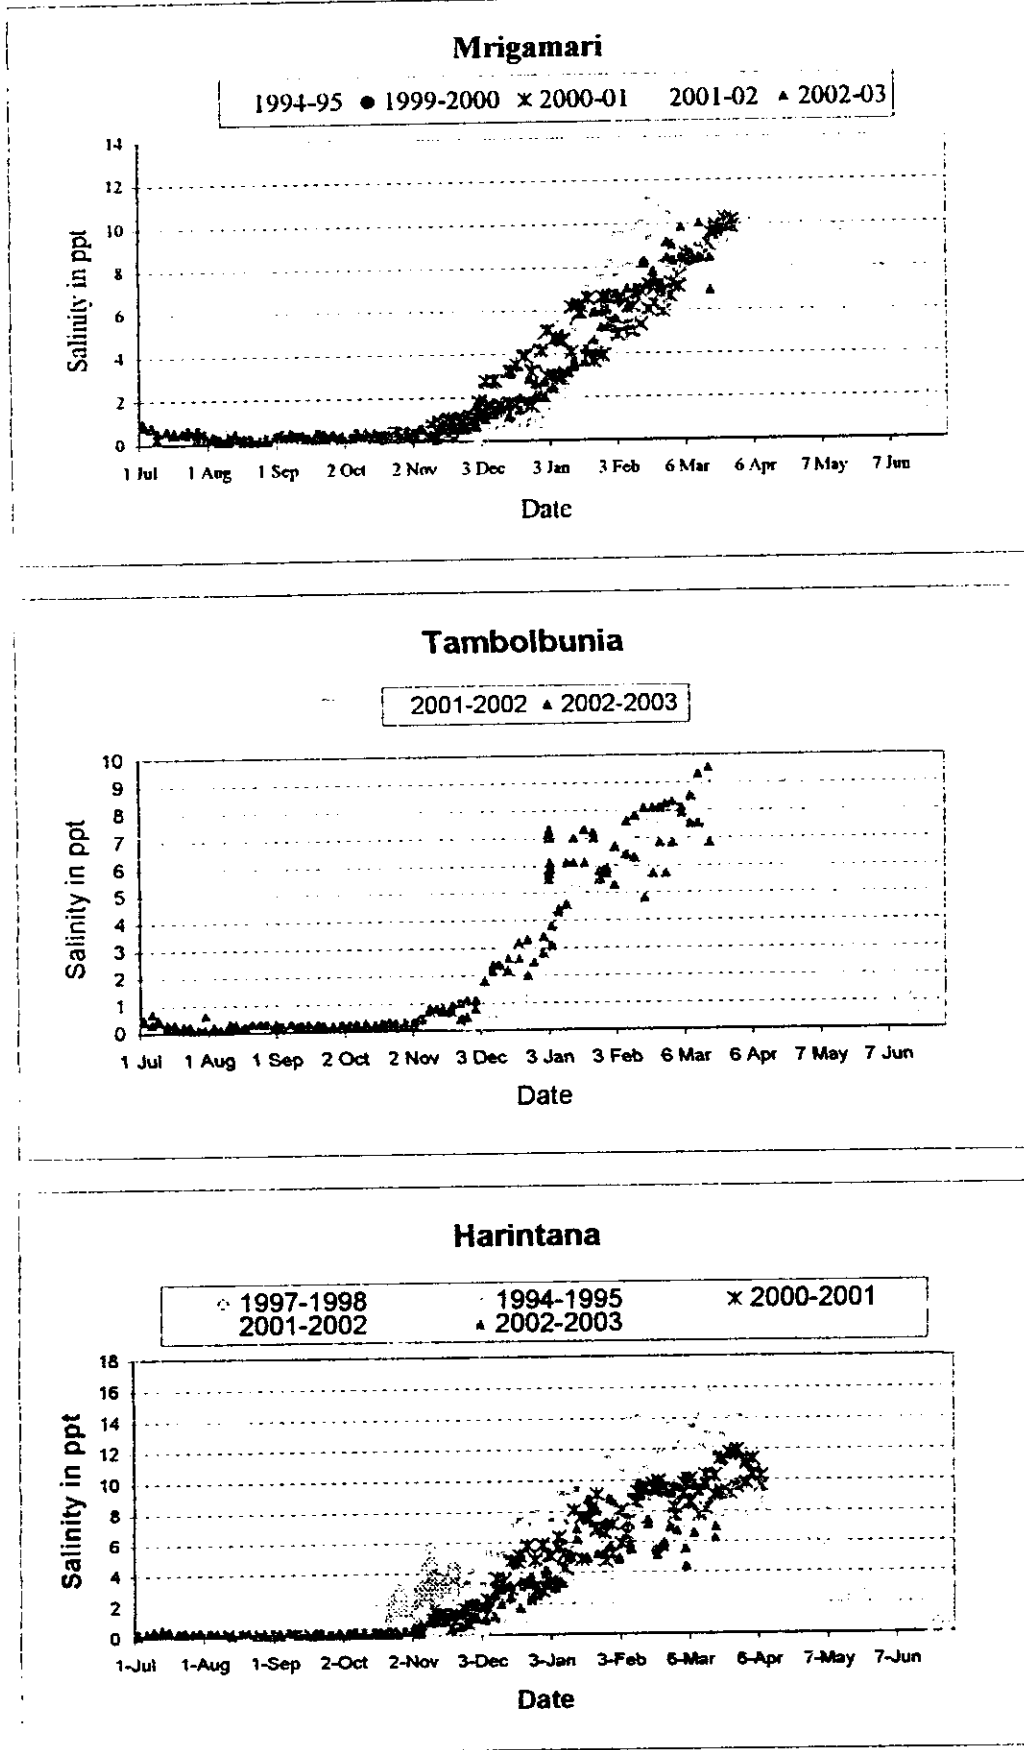 Mrigamari
1994-95 ● 1999-2000 ж 2000-01 2001-02 ▲ 2002-03
14
12
10
8
6
4
2
0
Salinity in ppt
1 Jul 1 Aug 1 Sep 2 Oct 2 Nov 3 Dec 3 Jan 3 Feb 6 Mar 6 Apr 7 May 7 Jun
Date
Tambolbunia
2001-2002 ▲ 2002-2003
10
9
8
7
6
5
4
3
2
1
0
Salinity in ppt
1 Jul 1 Aug 1 Sep 2 Oct 2 Nov 3 Dec 3 Jan 3 Feb 6 Mar 6 Apr 7 May 7 Jun
Date
Harintana
1997-1998 1994-1995 ж 2000-2001
2001-2002 ▲ 2002-2003
18
16
14
12
10
8
6
4
2
0
Salinity in ppt
1-Jul 1-Aug 1-Sep 2-Oct 2-Nov 3-Dec 3-Jan 3-Feb 6-Mar 6-Apr 7-May 7-Jun
Date